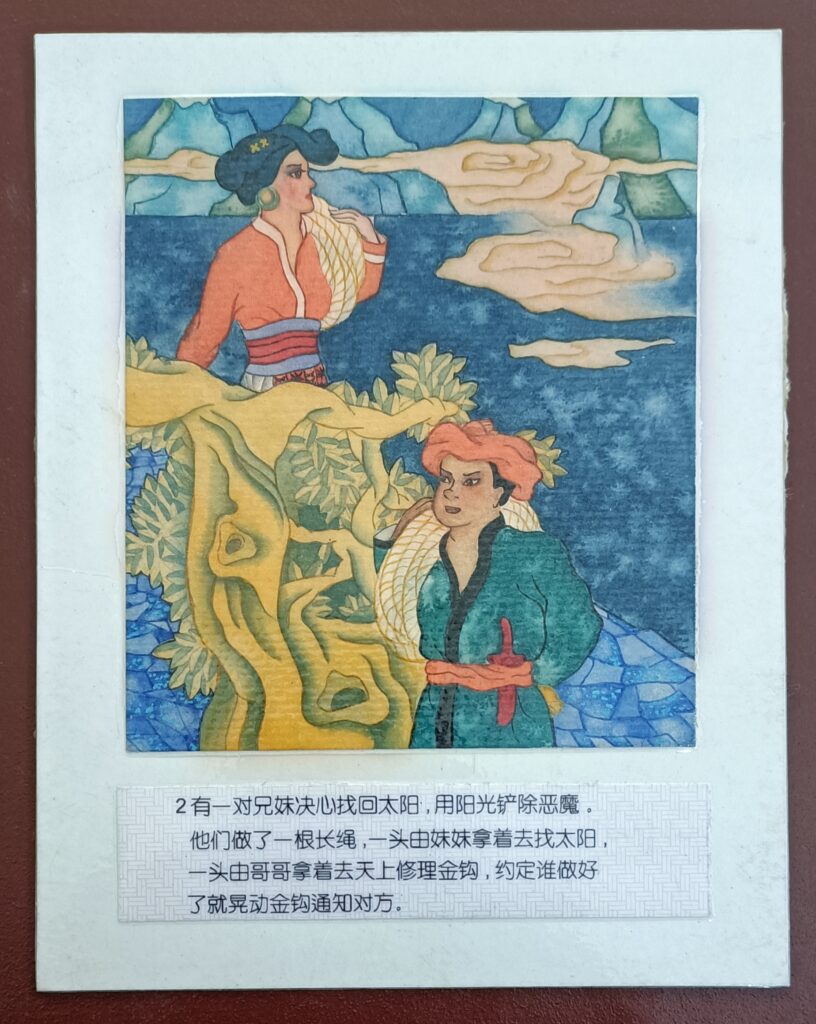 2有一对兄妹决心找回太阳,用阳光铲除恶魔。
他们做了一根长绳,一头由妹妹拿着去找太阳,
一头由哥哥拿着去天上修理金钩,约定谁做好
了就晃动金钩通知对方。